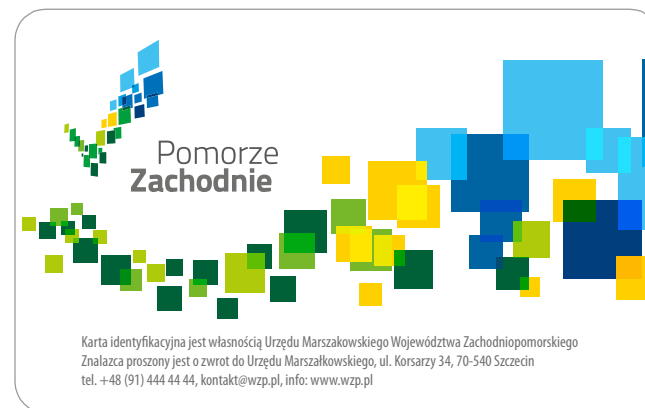 Pomorze
Zachodnie
Karta identyfikacyjna jest własnością Urzędu Marszakowskiego Województwa Zachodniopomorskiego
Znalazca proszony jest o zwrot do Urzędu Marszałkowskiego, ul. Korsarzy 34, 70-540 Szczecin
tel. +48 (91) 444 44 44, kontakt@wzp.pl, info: www.wzp.pl